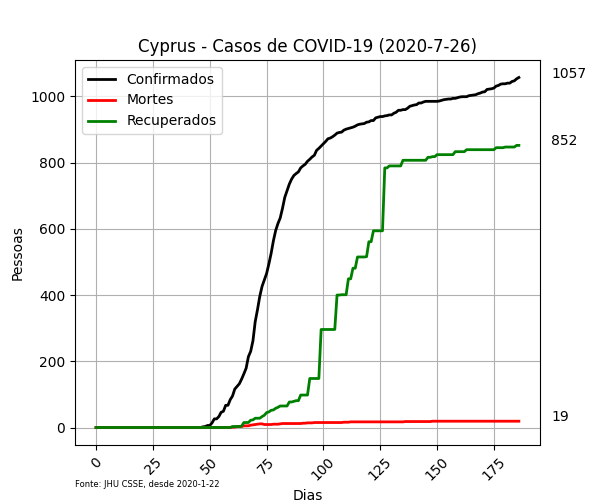 Cyprus - Casos de COVID-19 (2020-7-26)
Confirmados
Mortes
Recuperados
1057
852
19
Pessoas
1000
800
600
400
200
0
0
25
50
75
100
125
150
175
Fonte: JHU CSSE, desde 2020-1-22
Dias